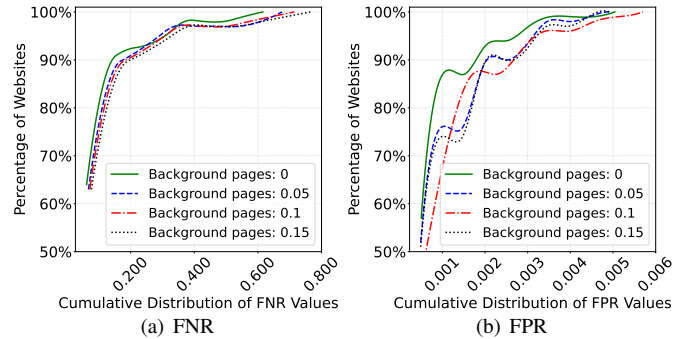 100%
90%
80%
70%
60%
50%
Percentage of Websites
Background pages: 0
Background pages: 0.05
Background pages: 0.1
Background pages: 0.15
0.200
0.400
0.600
0.800
Cumulative Distribution of FNR Values
(a) FNR
100%
90%
80%
70%
60%
50%
Percentage of Websites
Background pages: 0
Background pages: 0.05
Background pages: 0.1
Background pages: 0.15
0.001
0.002
0.003
0.004
0.005
0.006
Cumulative Distribution of FPR Values
(b) FPR